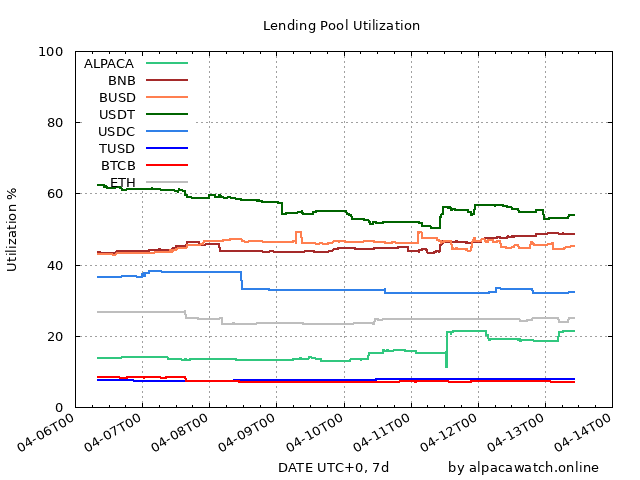 Lending Pool Utilization
100
80
60
40
20
0
Utilization %
ALPACA
BNB
BUSD
USDT
USDC
TUSD
BTCB
ETH
04-06T00
04-07T00
04-08T00
04-09T00
04-10T00
04-11T00
04-12T00
04-13T00
04-14T00
DATE UTC+0, 7d
by alpacawatch.online